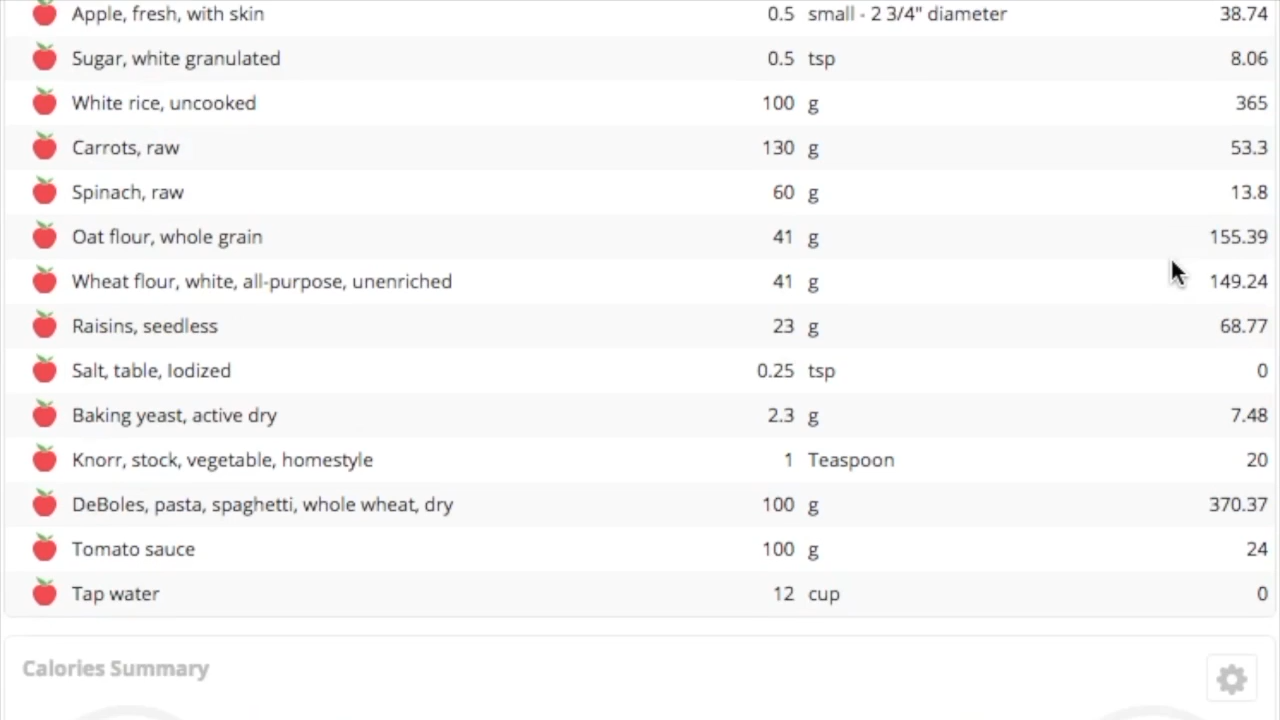 Apple, fresh, with skin 0.5 small - 2 3/4" diameter 38.74
Sugar, white granulated 0.5 tsp 8.06
White rice, uncooked 100 g 365
Carrots, raw 130 g 53.3
Spinach, raw 60 g 13.8
Oat flour, whole grain 41 g 155.39
Wheat flour, white, all-purpose, unenriched 41 g 149.24
Raisins, seedless 23 g 68.77
Salt, table, Iodized 0.25 tsp 0
Baking yeast, active dry 2.3 g 7.48
Knorr, stock, vegetable, homestyle 1 Teaspoon 20
DeBoles, pasta, spaghetti, whole wheat, dry 100 g 370.37
Tomato sauce 100 g 24
Tap water 12 cup 0
Calories Summary